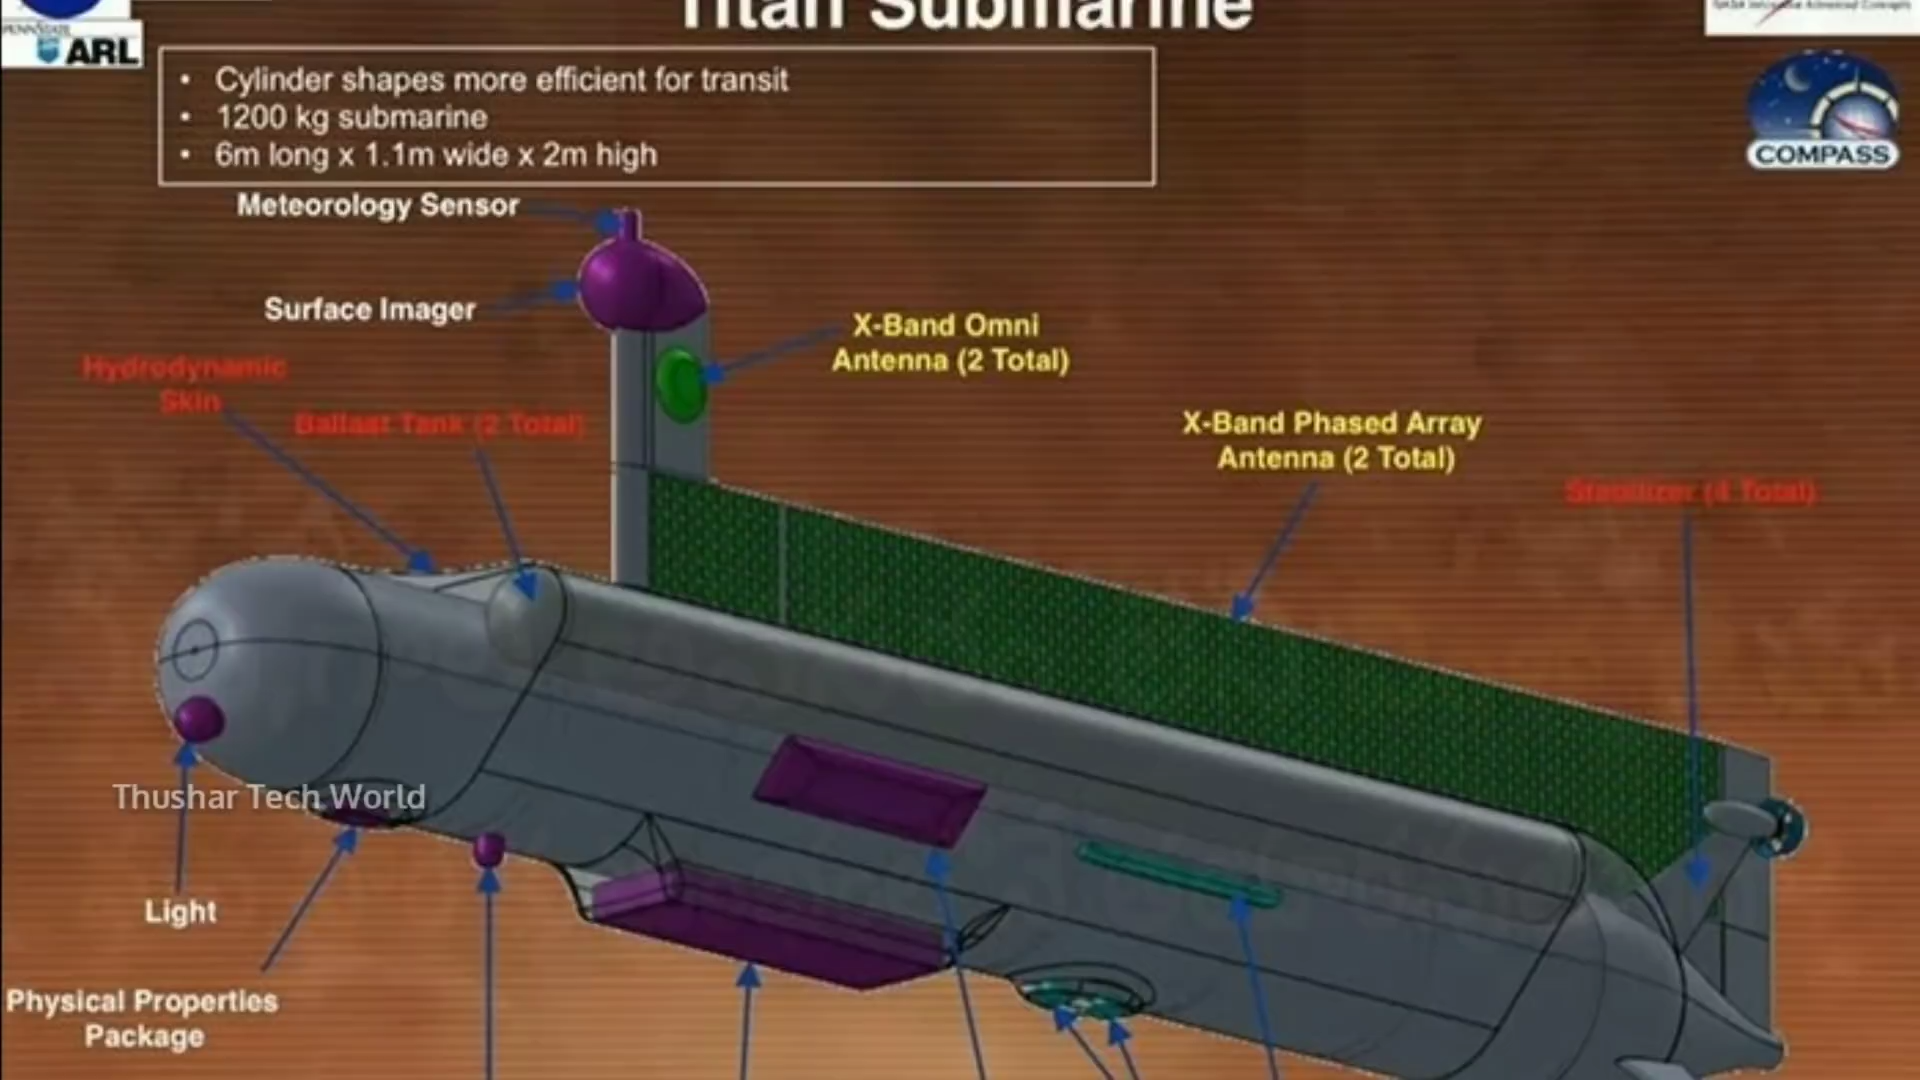 Titan Submarine
PENNSTATE
ARL
• Cylinder shapes more efficient for transit
• 1200 kg submarine
• 6m long x 1.1m wide x 2m high
COMPASS
Meteorology Sensor
Surface Imager
X-Band Omni
Antenna (2 Total)
Hydrodynamic
Skin
Ballast Tank (2 Total)
X-Band Phased Array
Antenna (2 Total)
Stabilizer (4 Total)
Thushar Tech World
Light
Physical Properties
Package